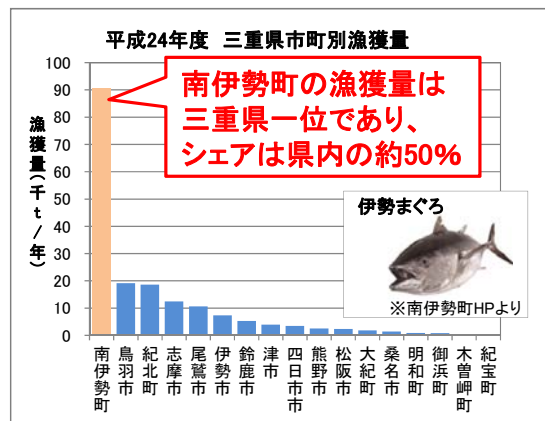 平成24年度 三重県市町別漁獲量
漁獲量(千t/年)
100
90
80
70
60
50
40
30
20
10
0
南伊勢町の漁獲量は
三重県一位であり、
シェアは県内の約50%
伊勢まぐろ
※南伊勢町HPより
南伊勢町
鳥羽市
紀北町
志摩市
尾鷲市
伊勢市
鈴鹿市
津市
四日市市
熊野市
松阪市
大紀町
桑名市
明和町
御浜町
木曽岬町
紀宝町